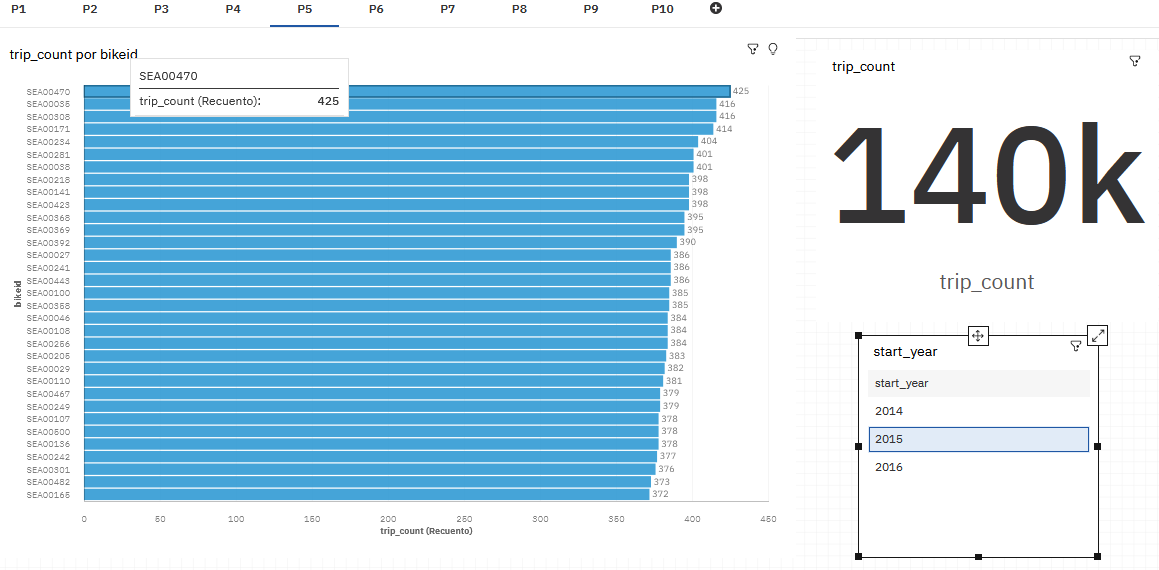 P1 P2 P3 P4 P5 P6 P7 P8 P9 P10
trip_count por bikeid
SEA00470
trip_count (Recuento): 425
bikeid
SEA00470 425
SEA00035 416
SEA00308 416
SEA00171 414
SEA00234 404
SEA00281 401
SEA00038 401
SEA00218 398
SEA00141 398
SEA00423 398
SEA00368 395
SEA00369 395
SEA00392 390
SEA00027 386
SEA00241 386
SEA00443 386
SEA00100 385
SEA00358 385
SEA00046 384
SEA00108 384
SEA00256 384
SEA00205 383
SEA00029 382
SEA00110 381
SEA00467 379
SEA00249 379
SEA00107 378
SEA00500 378
SEA00136 378
SEA00242 377
SEA00301 376
SEA00482 373
SEA00165 372
0 50 100 150 200 250 300 350 400 450
trip_count (Recuento)
trip_count
140k
trip_count
start_year
start_year
2014
2015
2016